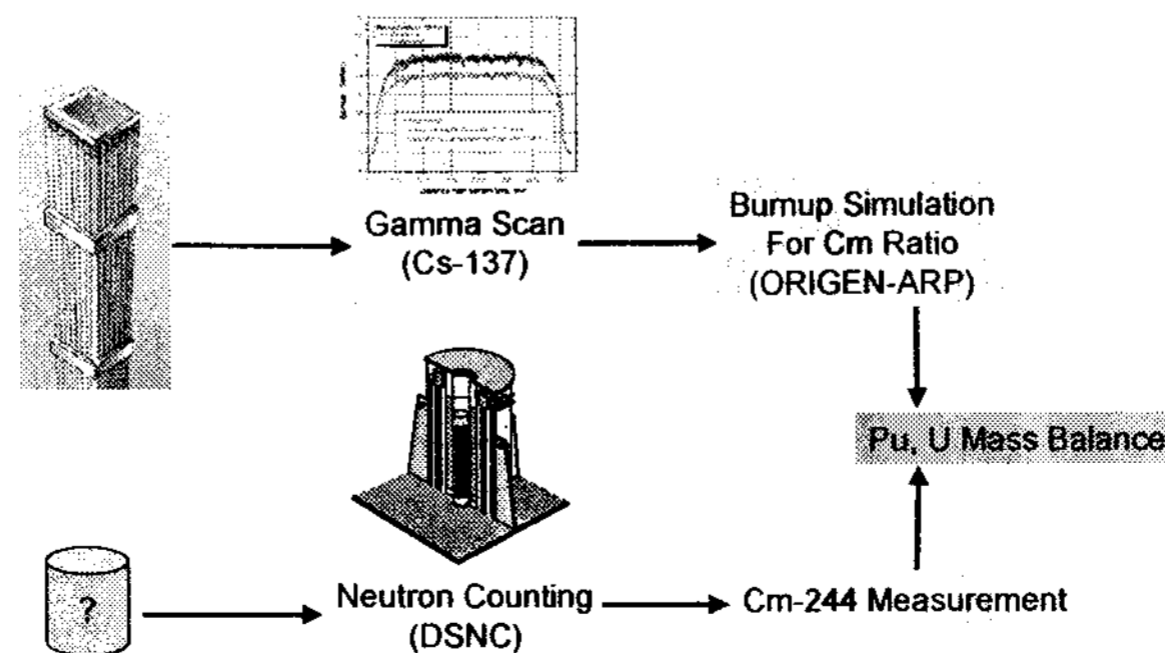 Gamma Scan
(Cs-137)
Burnup Simulation
For Cm Ratio
(ORIGEN-ARP)
Pu, U Mass Balance
?
Neutron Counting
(DSNC)
Cm-244 Measurement